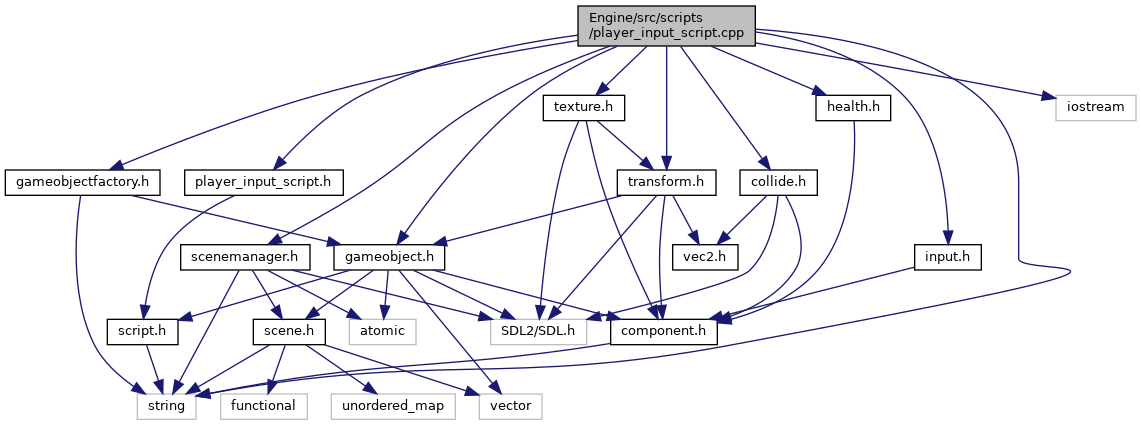 Engine/src/scripts
/player_input_script.cpp
texture.h
health.h
iostream
gameobjectfactory.h
player_input_script.h
transform.h
collide.h
scenemanager.h
gameobject.h
vec2.h
input.h
script.h
scene.h
atomic
SDL2/SDL.h
component.h
string
functional
unordered_map
vector